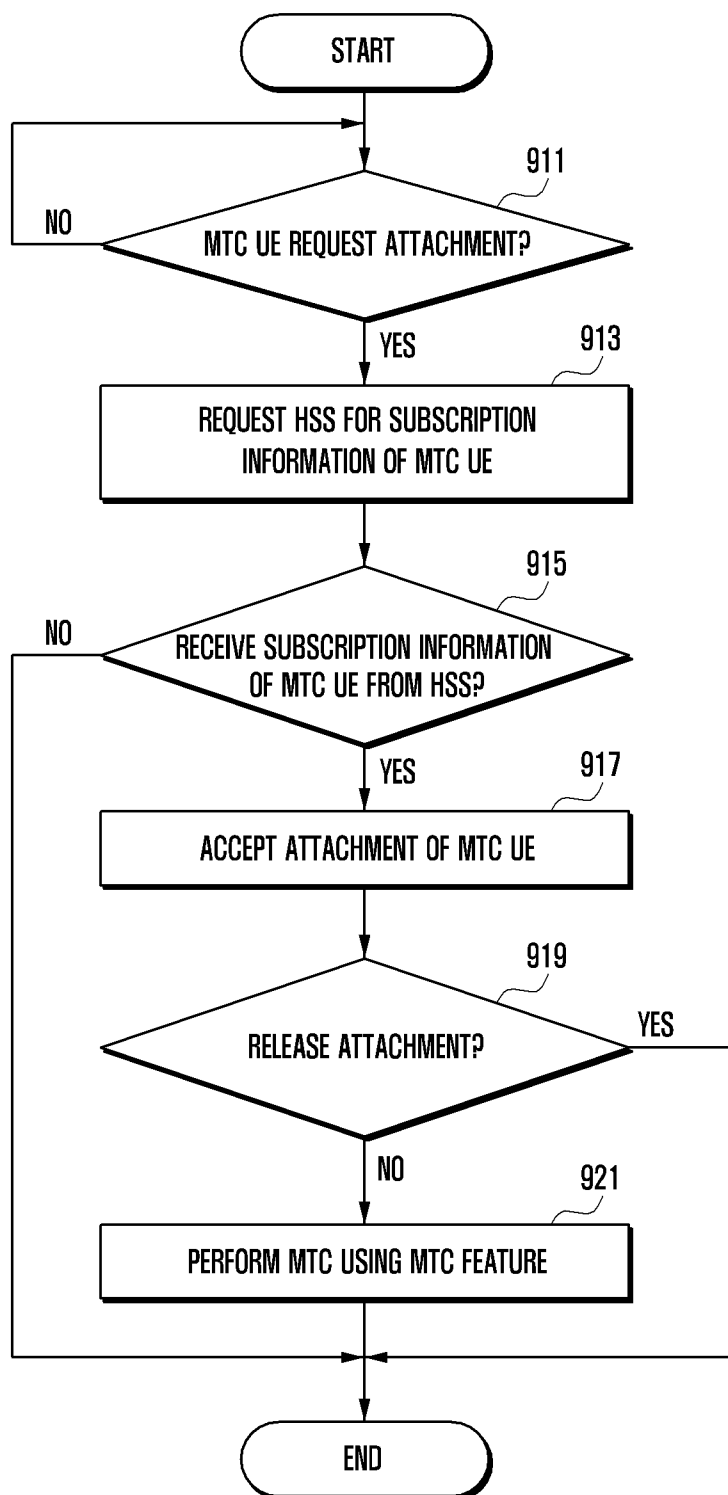 START
911
MTC UE REQUEST ATTACHMENT?
NO
YES
913
REQUEST HSS FOR SUBSCRIPTION
INFORMATION OF MTC UE
915
NO
RECEIVE SUBSCRIPTION INFORMATION
OF MTC UE FROM HSS?
YES
917
ACCEPT ATTACHMENT OF MTC UE
919
RELEASE ATTACHMENT?
YES
NO
921
PERFORM MTC USING MTC FEATURE
END